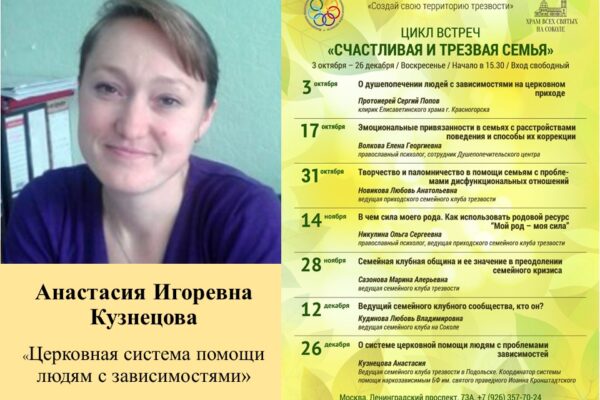 Анастасия Игоревна
Кузнецова
«Церковная система помощи
людям с зависимостями»
«Создай свою территорию трезвости»
ХРАМ ВСЕХ СВЯТЫХ
НА СОКОЛЕ
ЦИКЛ ВСТРЕЧ
«СЧАСТЛИВАЯ И ТРЕЗВАЯ СЕМЬЯ»
3 октября – 26 декабря / Воскресенье / Начало в 15.30 / Вход свободный
3 октября
О душепопечении людей с зависимостями на церковном
приходе
Протоиерей Сергий Попов
клирик Елисаветинского храма г. Красногорска
17 октября
Эмоциональные привязанности в семьях с расстройствами
поведения и способы их коррекции
Волкова Елена Георгиевна
православный психолог, сотрудник Душепопечительского центра
31 октября
Творчество и паломничество в помощи семьям с пробле-
мами дисфункциональных отношений
Новикова Любовь Анатольевна
ведущая приходского семейного клуба трезвости
14 ноября
В чем сила моего рода. Как использовать родовой ресурс
"Мой род – моя сила"
Никулина Ольга Сергеевна
православный психолог, ведущая приходского семейного клуба трезвости
28 ноября
Семейная клубная община и ее значение в преодолении
семейного кризиса
Сазонова Марина Алерьевна
ведущая семейного клуба трезвости
12 декабря
Ведущий семейного клубного сообщества, кто он?
Кудинова Любовь Владимировна
ведущая семейного клуба на Соколе
26 декабря
О системе церковной помощи людям с проблемами
зависимостей
Кузнецова Анастасия
Ведущая семейного клуба трезвости в Подольске. Координатор системы
помощи наркозависимым БФ им. святого праведного Иоанна Кронштадтского
Москва, Ленинградский проспект, 73А, +7 (926) 357-70-24